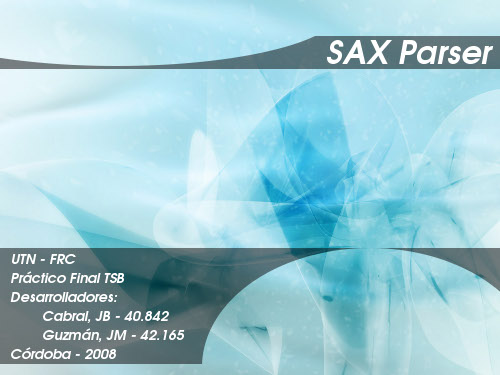 SAX Parser
UTN - FRC
Práctico Final TSB
Desarrolladores:
Cabral, JB - 40.842
Guzmán, JM - 42.165
Córdoba - 2008